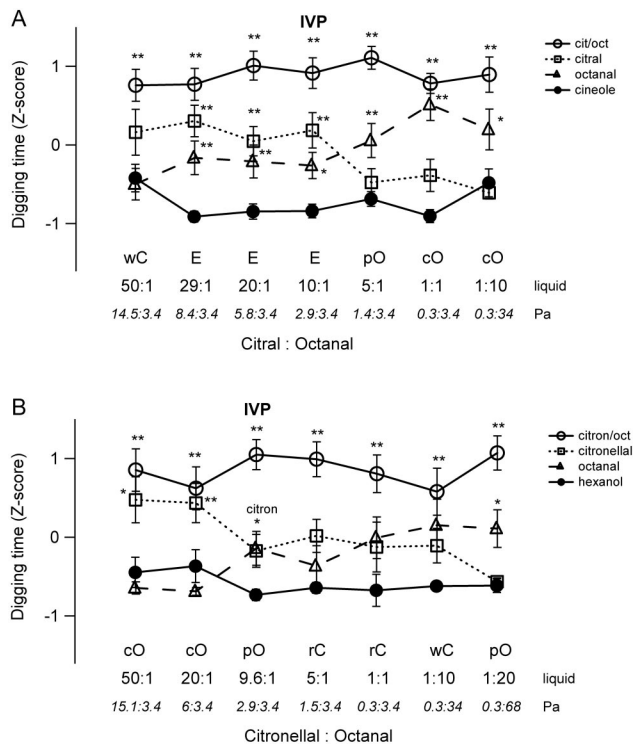 A
IVP
cit/oct
citral
octanal
cineole
Digging time (Z-score)
1
0
-1
** ** ** ** ** ** **
** ** ** ** ** *
** ** *
wC E E E pO cO cO
50:1 29:1 20:1 10:1 5:1 1:1 1:10 liquid
14.5:3.4 8.4:3.4 5.8:3.4 2.9:3.4 1.4:3.4 0.3:3.4 0.3:34 Pa
Citral : Octanal
B
IVP
citron/oct
citronellal
octanal
hexanol
Digging time (Z-score)
1
0
-1
** ** ** ** ** ** **
* ** citron *
*
cO cO pO rC rC wC pO
50:1 20:1 9.6:1 5:1 1:1 1:10 1:20 liquid
15.1:3.4 6:3.4 2.9:3.4 1.5:3.4 0.3:3.4 0.3:34 0.3:68 Pa
Citronellal : Octanal